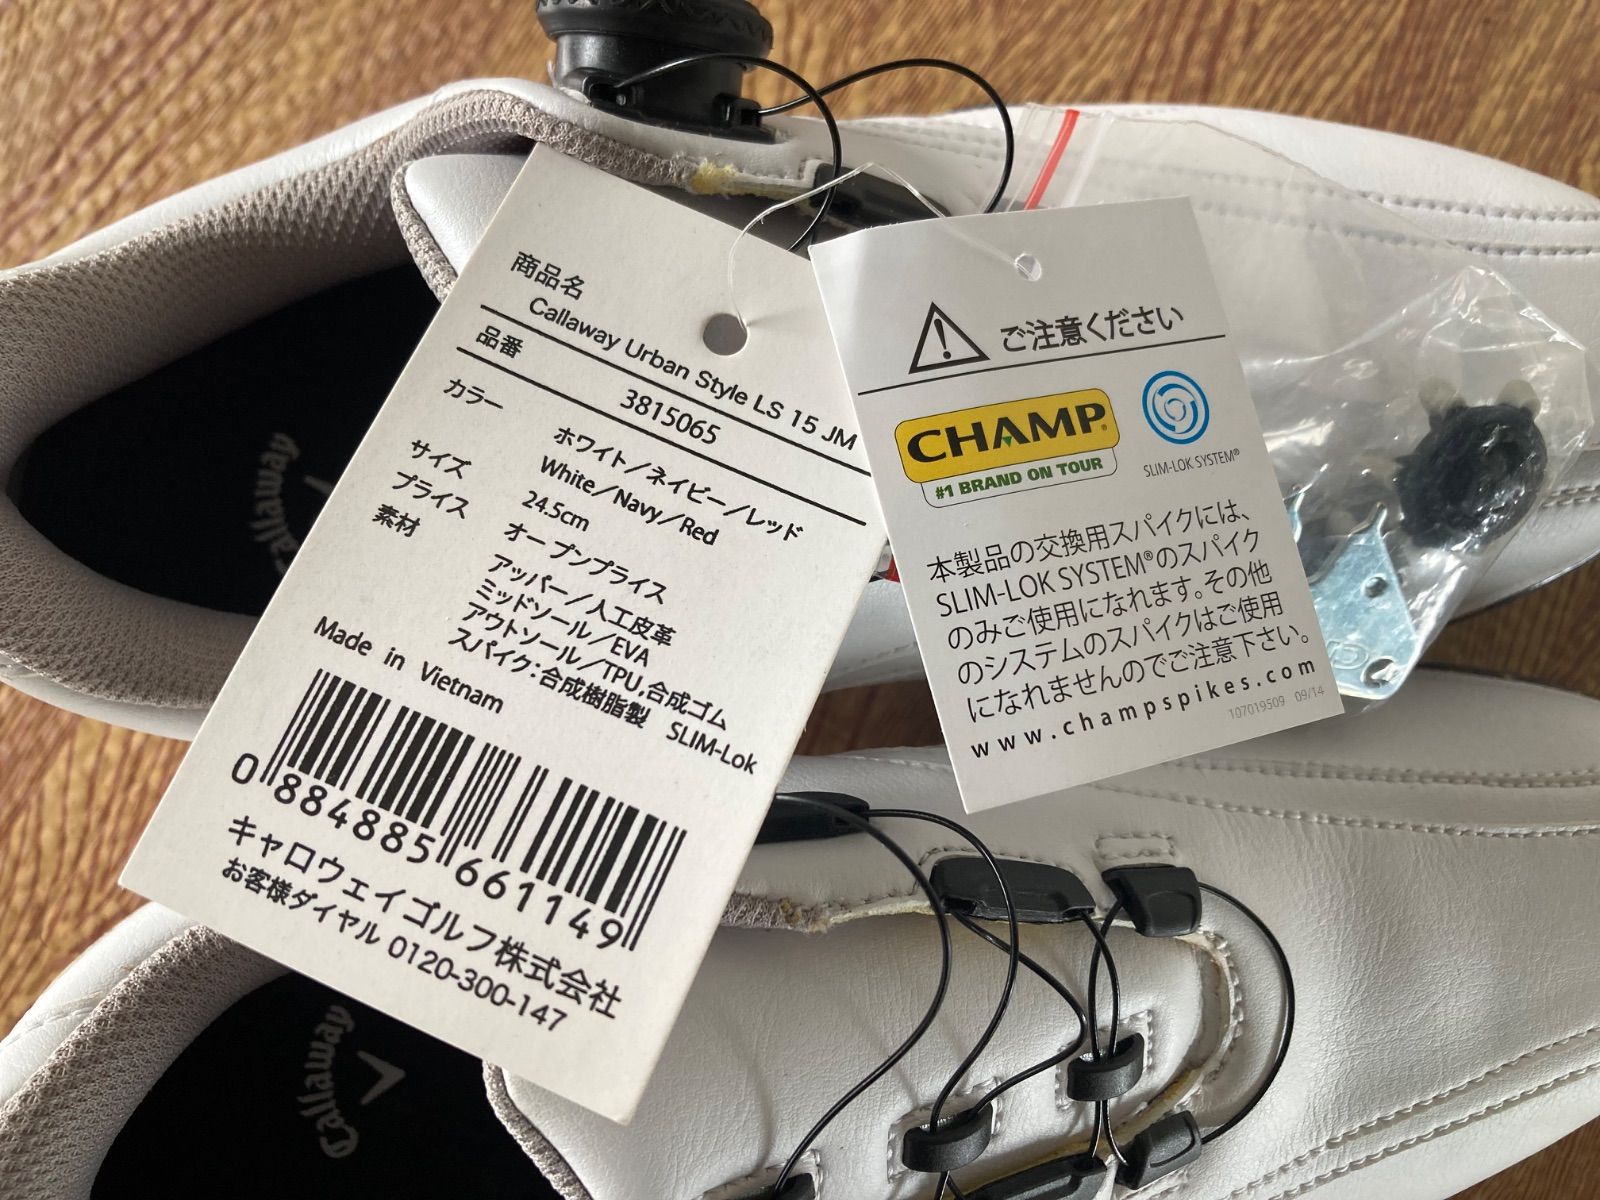 商品名
Callaway Urban Style LS 15 JM
品番
3815065
カラー
ホワイト/ネイビー/レッド
White/Navy/Red
サイズ
24.5cm
プライス
オープンプライス
素材
アッパー/人工皮革
ミッドソール/EVA
アウトソール/TPU,合成ゴム
スパイク:合成樹脂製 SLIM-Lok
Made in Vietnam
0 884885 661149
キャロウェイゴルフ株式会社
お客様ダイヤル 0120-300-147
ご注意ください
CHAMP®
#1 BRAND ON TOUR
SLIM-LOK SYSTEM®
本製品の交換用スパイクには、
SLIM-LOK SYSTEM®のスパイク
のみご使用になれます。その他
のシステムのスパイクはご使用
になれませんのでご注意下さい。
www.champspikes.com
107019509 09/14
Callaway
Callaway